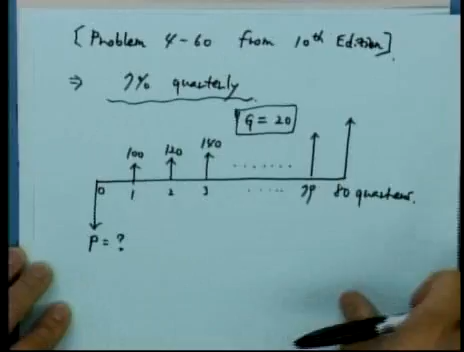 [Problem 4-60 from 10th Edition].
⇒ 7% quarterly
G = 20
100 120 140
0 1 2 3 ..... 79 80 quarters.
P = ?